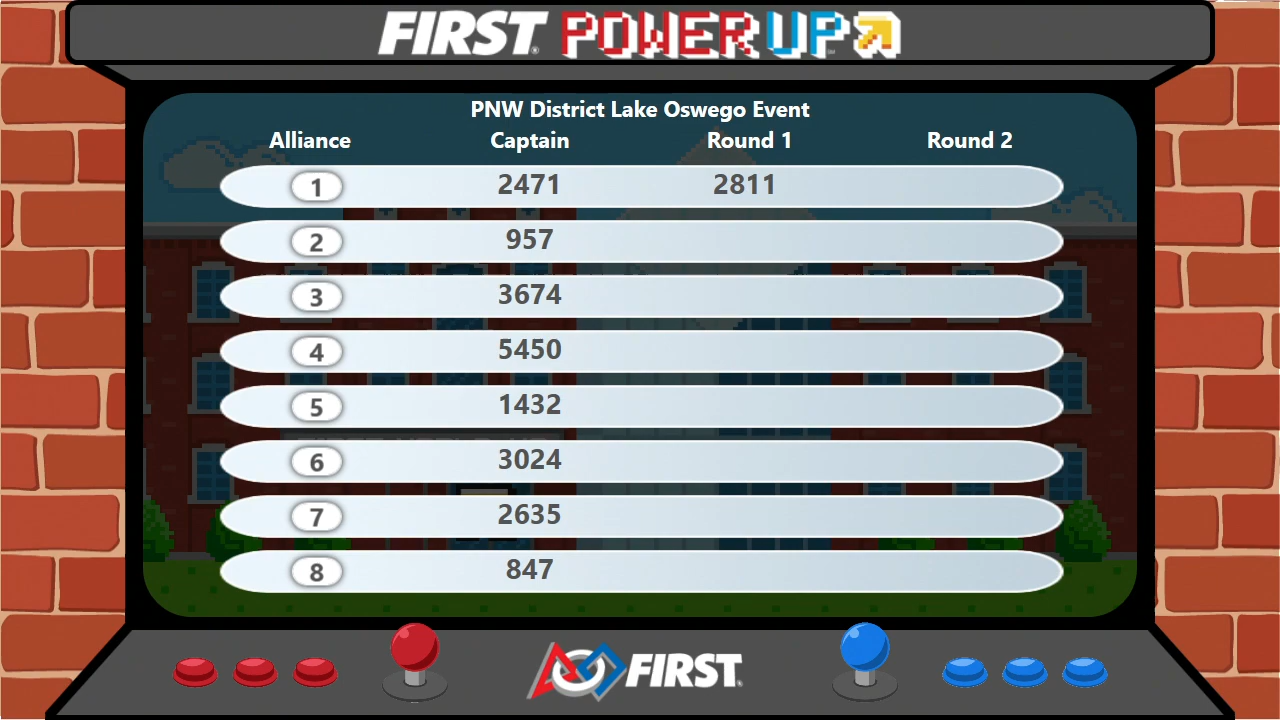 FIRST POWER UP
PNW District Lake Oswego Event
Alliance Captain Round 1 Round 2
1 2471 2811
2 957
3 3674
4 5450
5 1432
6 3024
7 2635
8 847
FIRST